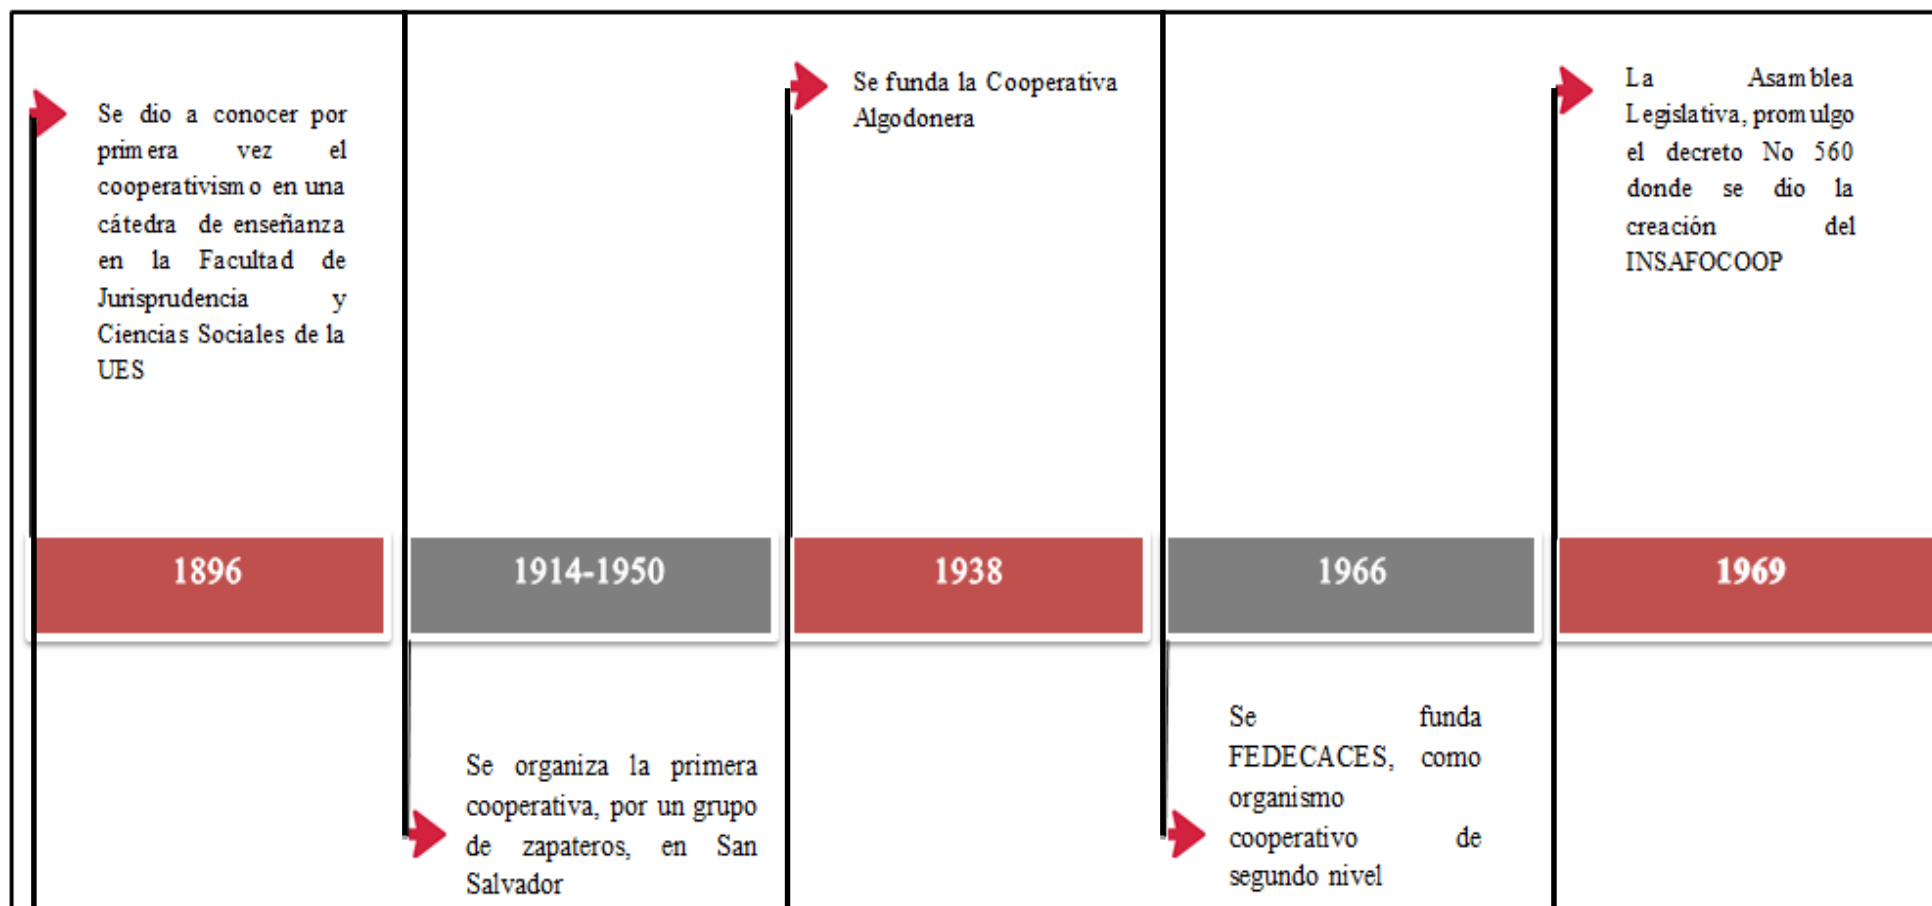 Se dio a conocer por
primera vez el
cooperativismo en una
cátedra de enseñanza
en la Facultad de
Jurisprudencia y
Ciencias Sociales de la
UES
Se funda la Cooperativa
Algodonera
La Asamblea
Legislativa, promulgo
el decreto No 560
donde se dio la
creación del
INSAFOCOOP
1896
1914-1950
1938
1966
1969
Se organiza la primera
cooperativa, por un grupo
de zapateros, en San
Salvador
Se funda
FEDECACES, como
organismo
cooperativo de
segundo nivel